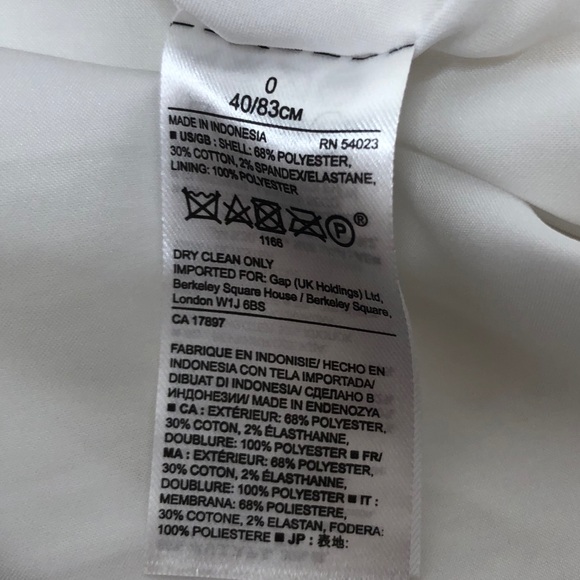 0
40/83CM
MADE IN INDONESIA RN 54023
■ US/GB : SHELL: 68% POLYESTER,
30% COTTON, 2% SPANDEX/ELASTANE,
LINING: 100% POLYESTER
P ®
1166
DRY CLEAN ONLY
IMPORTED FOR: Gap (UK Holdings) Ltd,
Berkeley Square House / Berkeley Square,
London W1J 6BS
CA 17897
FABRIQUE EN INDONISIE/ HECHO EN
INDONESIA CON TELA IMPORTADA/
DIBUAT DI INDONESIA/ СДЕЛАНО В
ИНДОНЕЗИИ/ MADE IN ENDENOZYA
■ CA : EXTÉRIEUR: 68% POLYESTER,
30% COTON, 2% ÉLASTHANNE,
DOUBLURE: 100% POLYESTER ■ FR/
MA : EXTÉRIEUR: 68% POLYESTER,
30% COTON, 2% ÉLASTHANNE,
DOUBLURE: 100% POLYESTER ■ IT :
MEMBRANA: 68% POLIESTERE,
30% COTONE, 2% ELASTAN, FODERA:
100% POLIESTERE ■ JP : 表地: